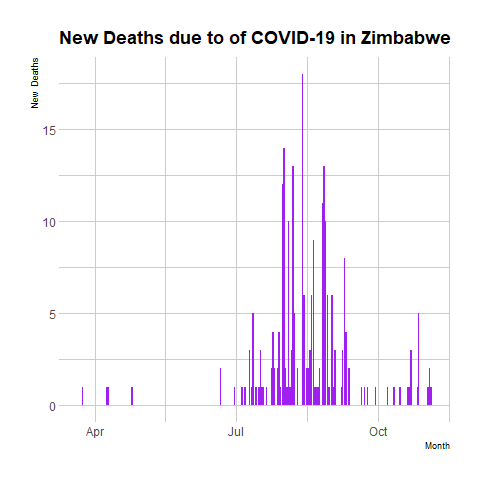 New Deaths due to of COVID-19 in Zimbabwe
New Deaths
15
10
5
0
Apr Jul Oct
Month